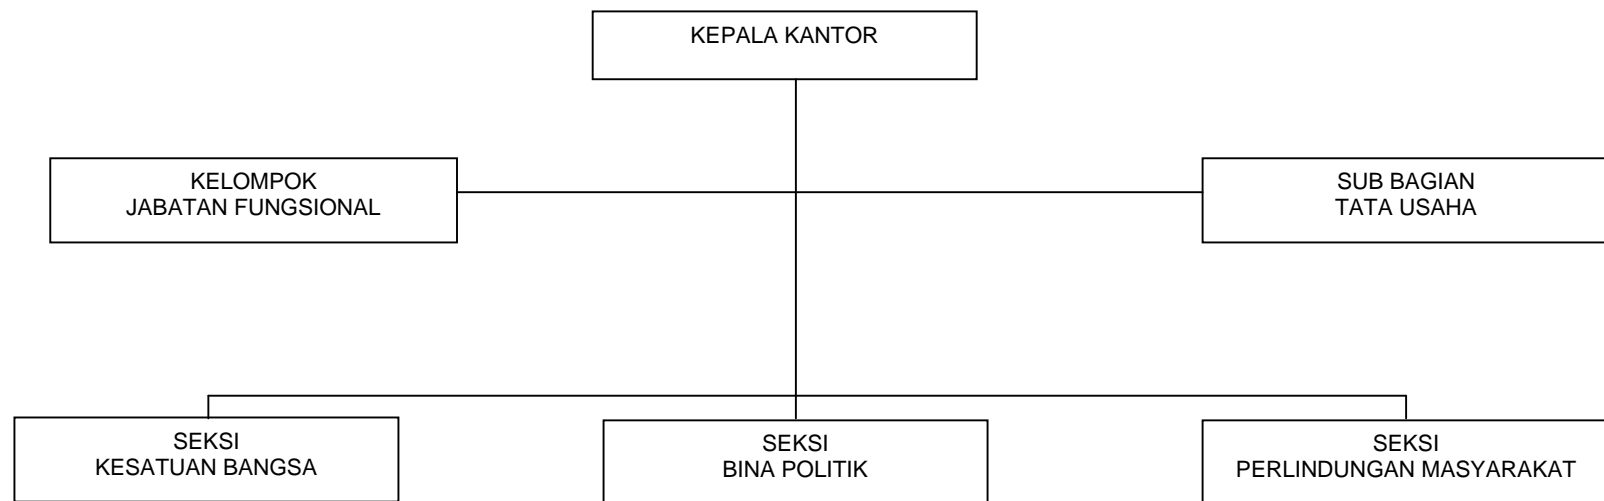 KEPALA KANTOR
KELOMPOK
JABATAN FUNGSIONAL
SUB BAGIAN
TATA USAHA
SEKSI
KESATUAN BANGSA
SEKSI
BINA POLITIK
SEKSI
PERLINDUNGAN MASYARAKAT